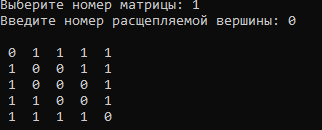 Выберите номер матрицы: 1
Введите номер расщепляемой вершины: 0
0 1 1 1 1
1 0 0 1 1
1 0 0 0 1
1 1 0 0 1
1 1 1 1 0